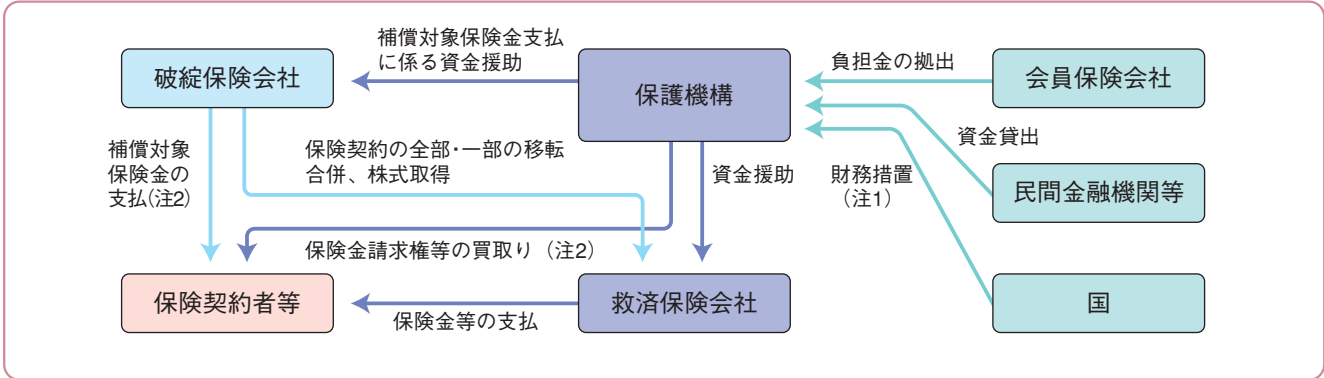 補償対象保険金支払
に係る資金援助
破綻保険会社
保護機構
負担金の拠出
会員保険会社
補償対象
保険金の
支払(注2)
保険契約の全部･一部の移転
合併、株式取得
資金援助
財務措置
(注1)
資金貸出
民間金融機関等
保険金請求権等の買取り(注2)
保険契約者等
保険金等の支払
救済保険会社
国